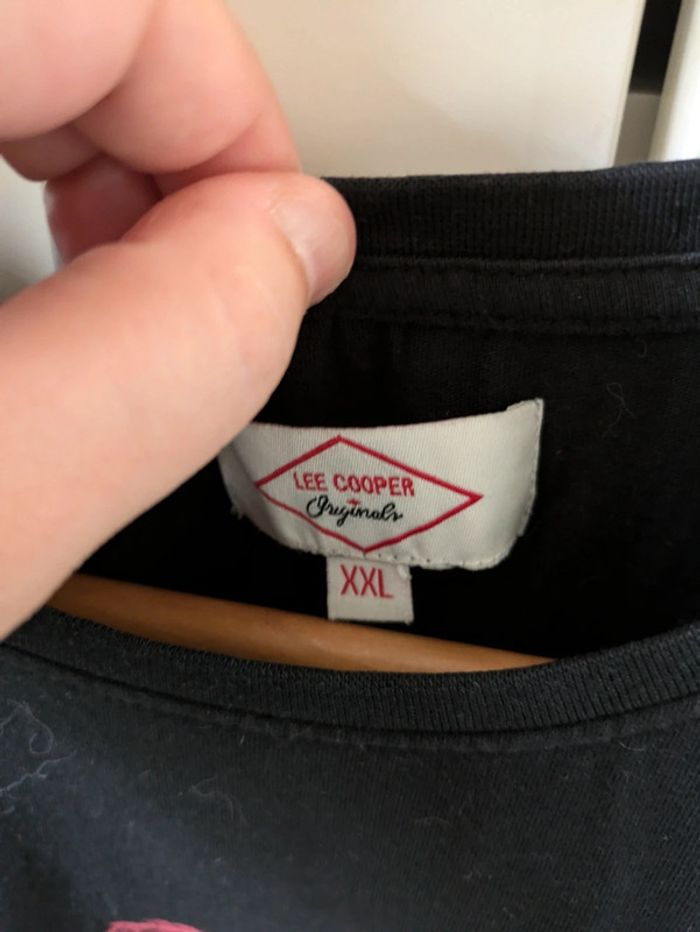 LEE COOPER
Originals
XXL